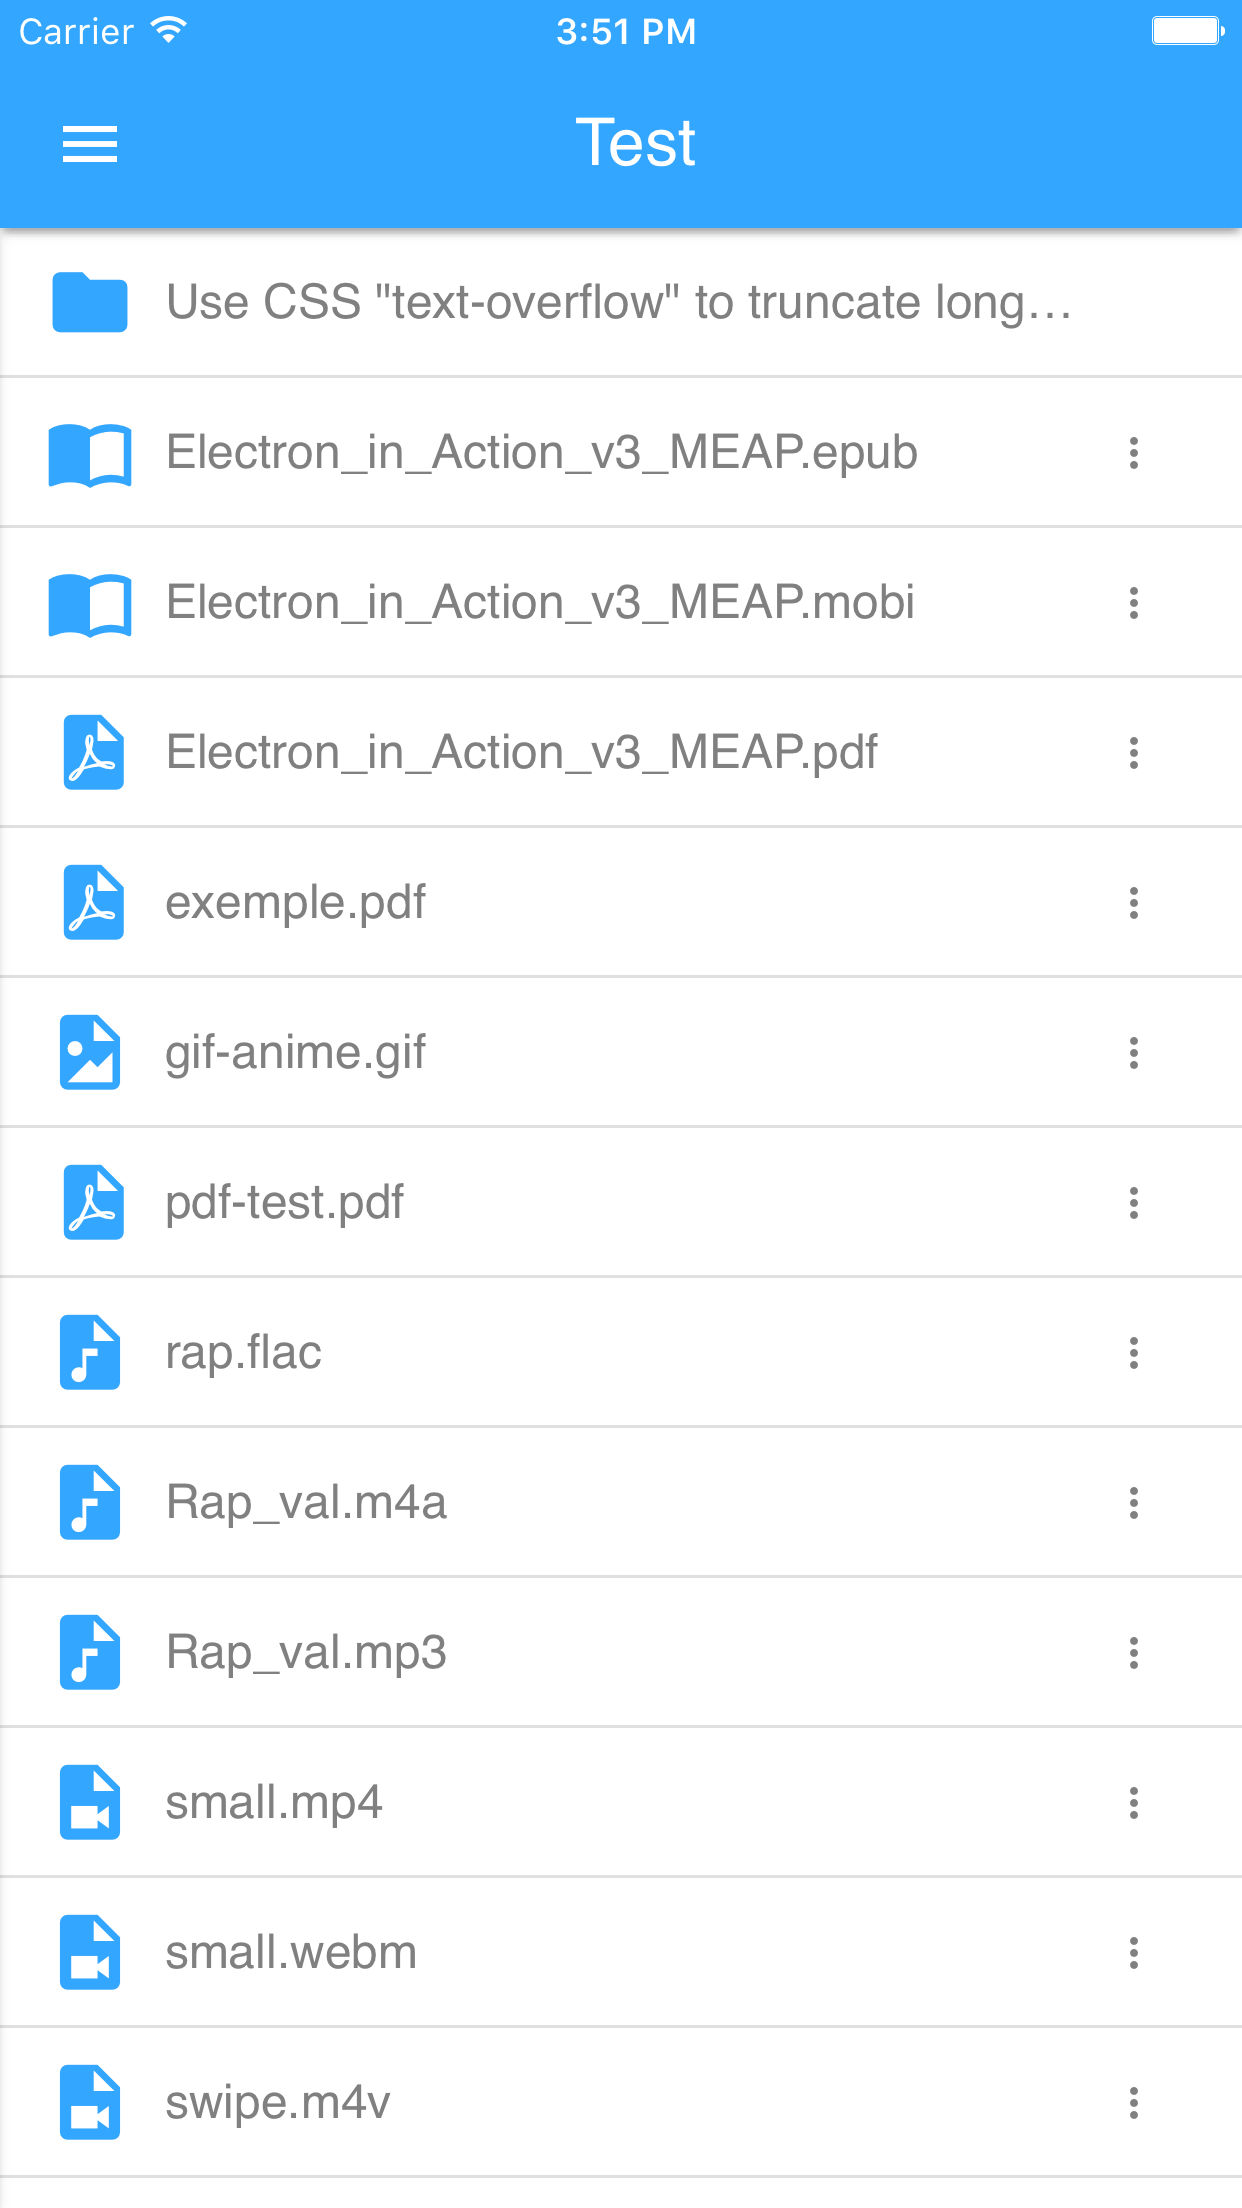 Carrier 3:51 PM
Test
Use CSS "text-overflow" to truncate long...
Electron_in_Action_v3_MEAP.epub
Electron_in_Action_v3_MEAP.mobi
Electron_in_Action_v3_MEAP.pdf
exemple.pdf
gif-anime.gif
pdf-test.pdf
rap.flac
Rap_val.m4a
Rap_val.mp3
small.mp4
small.webm
swipe.m4v